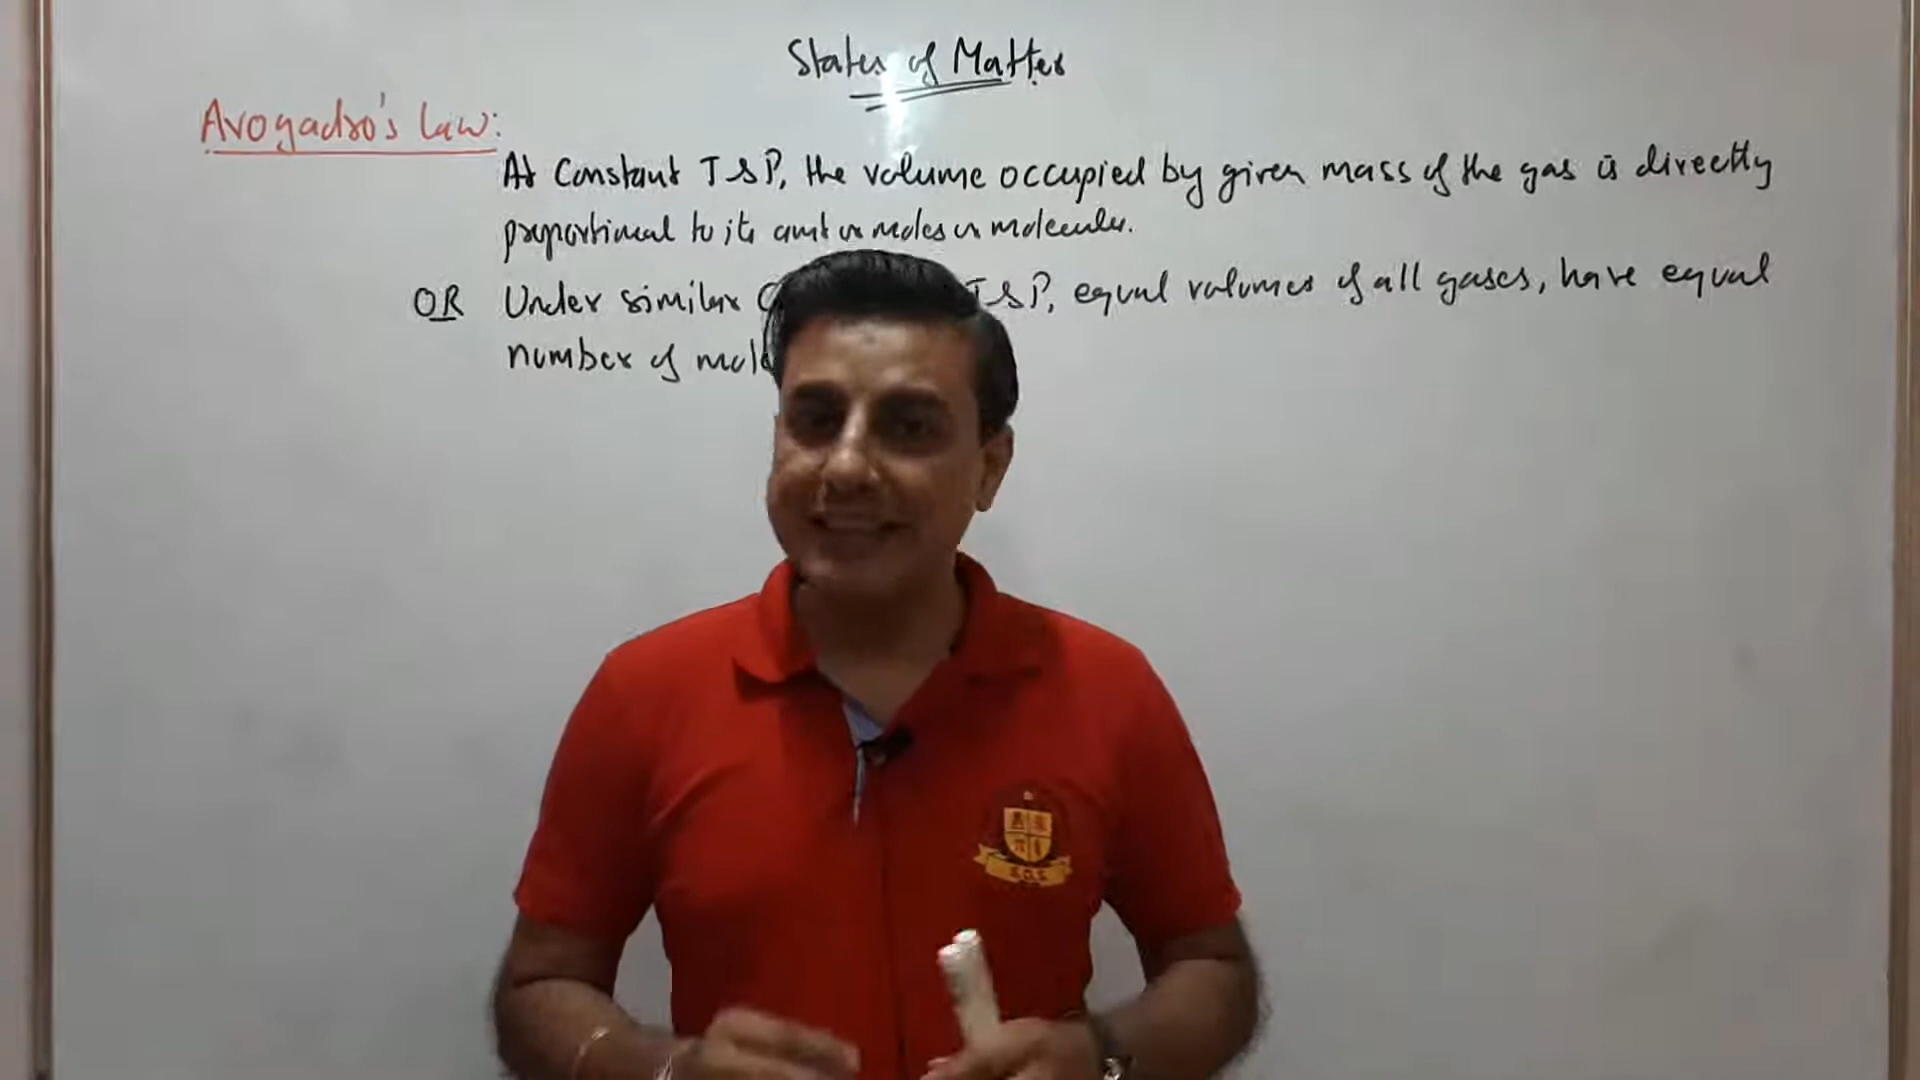 States of Matter
Avogadro's law:
At Constant T & P, the volume occupied by given mass of the gas is directly
proportional to its amt or moles or molecules.
OR Under similar T & P, equal volumes of all gases, have equal
number of